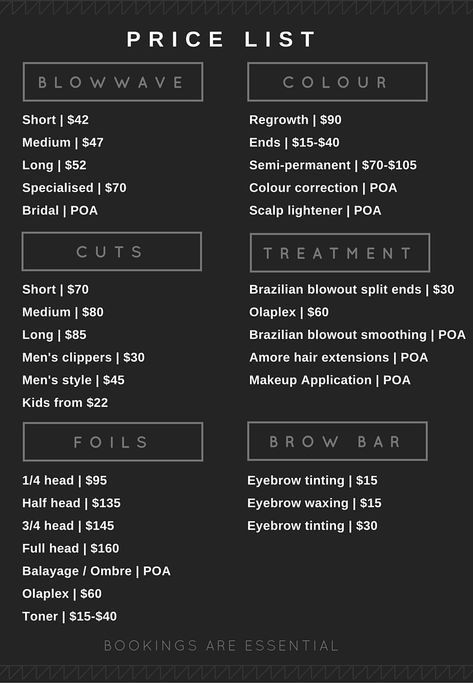 PRICE LIST
BLOWWAVE
Short | $42
Medium | $47
Long | $52
Specialised | $70
Bridal | POA
CUTS
Short | $70
Medium | $80
Long | $85
Men's clippers | $30
Men's style | $45
Kids from $22
FOILS
1/4 head | $95
Half head | $135
3/4 head | $145
Full head | $160
Balayage / Ombre | POA
Olaplex | $60
Toner | $15-$40
COLOUR
Regrowth | $90
Ends | $15-$40
Semi-permanent | $70-$105
Colour correction | POA
Scalp lightener | POA
TREATMENT
Brazilian blowout split ends | $30
Olaplex | $60
Brazilian blowout smoothing | POA
Amore hair extensions | POA
Makeup Application | POA
BROW BAR
Eyebrow tinting | $15
Eyebrow waxing | $15
Eyebrow tinting | $30
BOOKINGS ARE ESSENTIAL